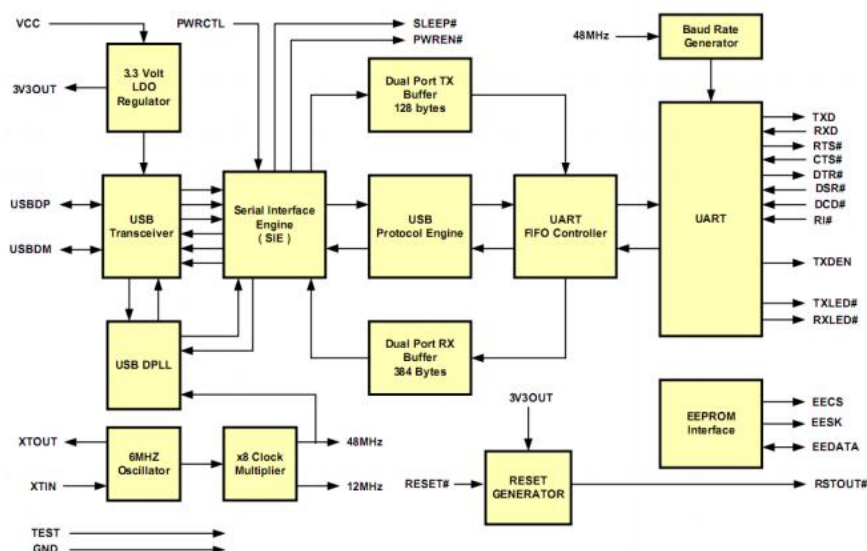 VCC
PWRCTL
SLEEP#
PWREN#
48MHz
Baud Rate
Generator
3.3 Volt
LDO
Regulator
3V3OUT
Dual Port TX
Buffer
128 bytes
TXD
RXD
RTS#
CTS#
DTR#
DSR#
DCD#
RI#
TXDEN
TXLED#
RXLED#
USBDP
USBDM
USB
Transceiver
Serial Interface
Engine
( SIE )
USB
Protocol Engine
UART
FIFO Controller
UART
USB DPLL
Dual Port RX
Buffer
384 Bytes
3V3OUT
EEPROM
Interface
EECS
EESK
EEDATA
XTOUT
XTIN
6MHZ
Oscillator
x8 Clock
Multiplier
48MHz
12MHz
RESET#
RESET
GENERATOR
RSTOUT#
TEST
GND